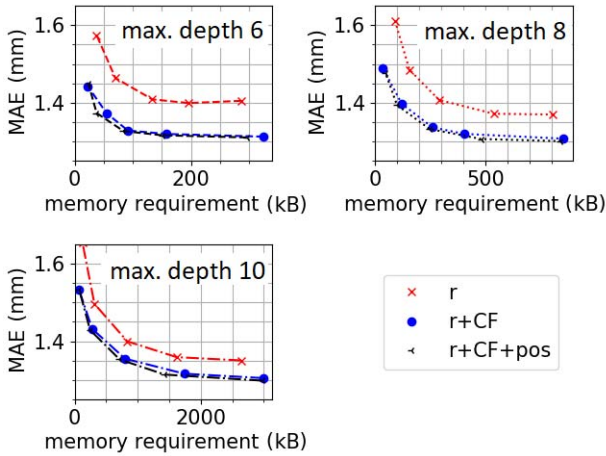 max. depth 6
1.6
1.4
MAE (mm)
0
200
memory requirement (kB)
max. depth 8
1.6
1.4
MAE (mm)
0
500
memory requirement (kB)
max. depth 10
1.6
1.4
MAE (mm)
0
2000
memory requirement (kB)
r
r+CF
r+CF+pos